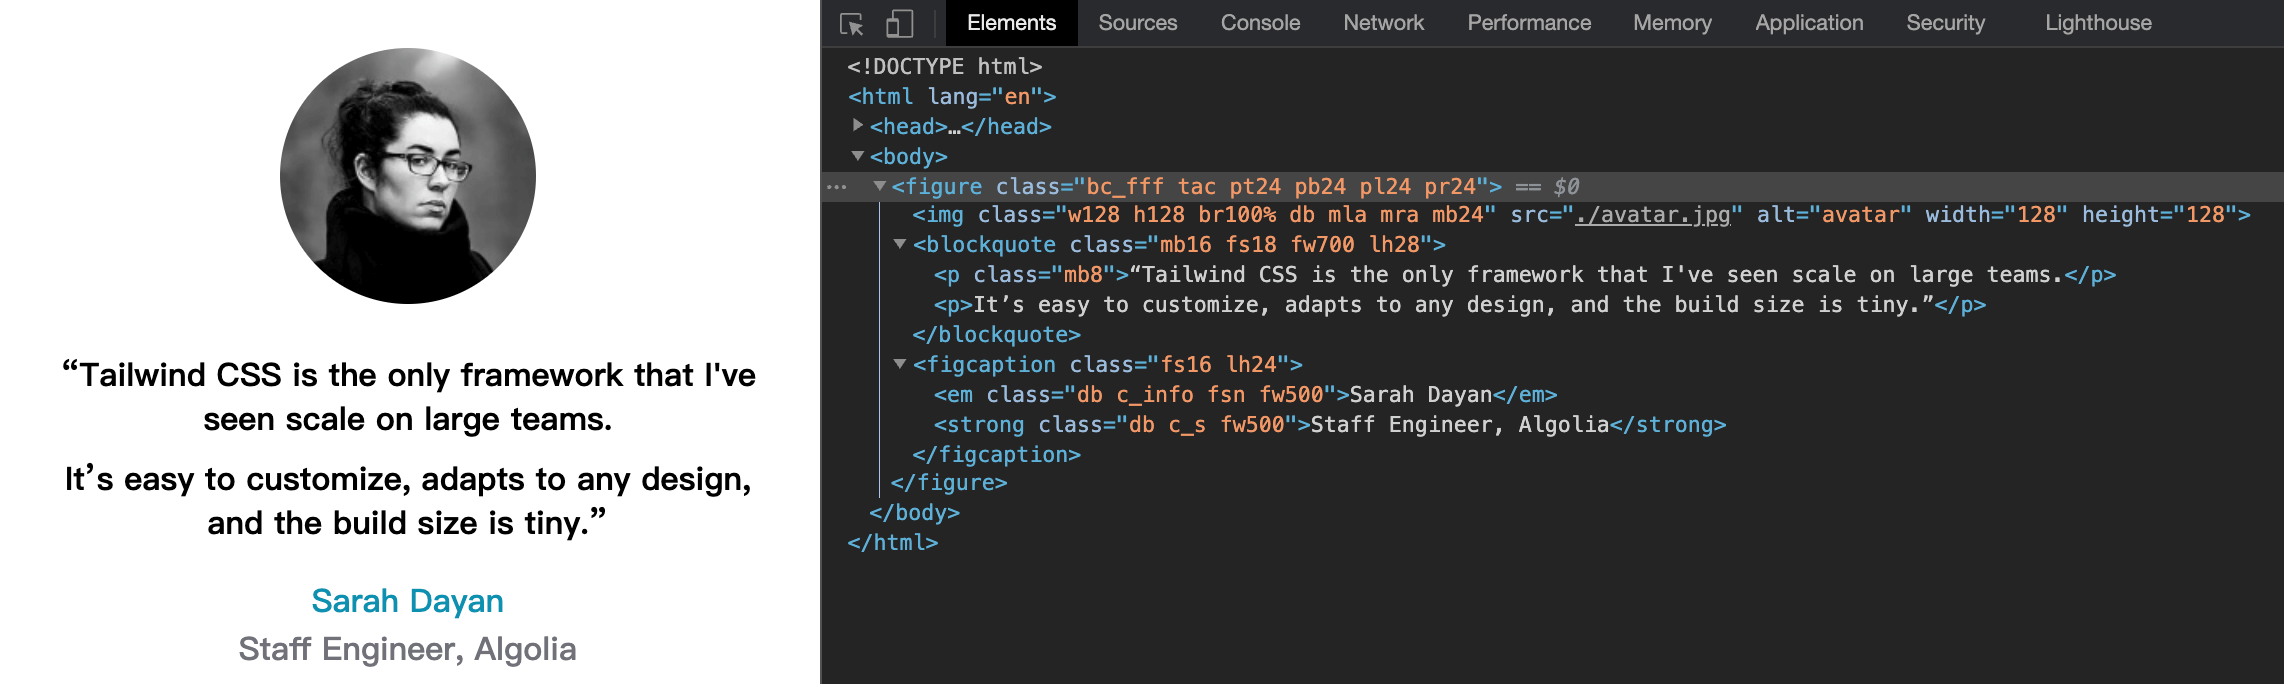 “Tailwind CSS is the only framework that I've
seen scale on large teams.
It’s easy to customize, adapts to any design,
and the build size is tiny.”
Sarah Dayan
Staff Engineer, Algolia
Elements Sources Console Network Performance Memory Application Security Lighthouse
<!DOCTYPE html>
<html lang="en">
<head>…</head>
<body>
<figure class="bc_fff tac pt24 pb24 pl24 pr24"> == $0
<img class="w128 h128 br100% db mla mra mb24" src="./avatar.jpg" alt="avatar" width="128" height="128">
<blockquote class="mb16 fs18 fw700 lh28">
<p class="mb8">“Tailwind CSS is the only framework that I've seen scale on large teams.</p>
<p>It’s easy to customize, adapts to any design, and the build size is tiny.”</p>
</blockquote>
<figcaption class="fs16 lh24">
<em class="db c_info fsn fw500">Sarah Dayan</em>
<strong class="db c_s fw500">Staff Engineer, Algolia</strong>
</figcaption>
</figure>
</body>
</html>